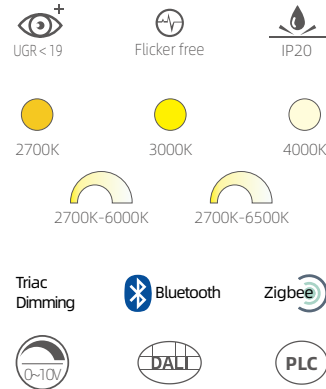 UGR < 19
Flicker free
IP20
2700K
3000K
4000K
2700K-6000K
2700K-6500K
Triac
Dimming
Bluetooth
Zigbee
0~10V
DALI
PLC